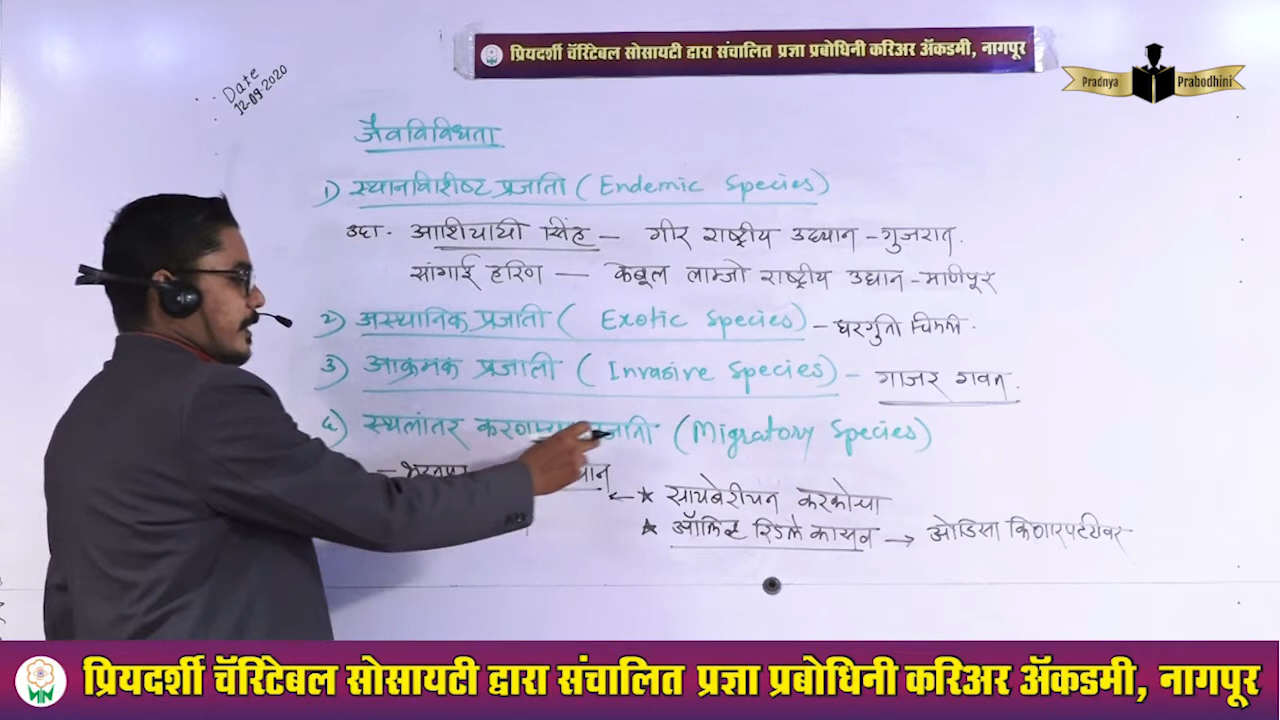 प्रियदर्शी चॅरिटेबल सोसायटी द्वारा संचालित प्रज्ञा प्रबोधिनी करिअर ॲकडमी, नागपूर
Pradnya Prabodhini
Date
12-09-2020
जैवविविधता
1) स्थानविशीष्ट प्रजाती (Endemic Species)
उदा. आशियायी सिंह – गीर राष्ट्रीय उद्यान - गुजरात.
सांगाई हरिण — केबूल लाम्जो राष्ट्रीय उद्यान - मणिपूर
2) अस्थानिक प्रजाती ( Exotic Species) – घरगुती चिमणी.
3) आक्रमक प्रजाती ( Invasive Species) – गाजर गवत.
4) स्थलांतर (Migratory Species)
← ★ सायबेरीयन करकोचा
★ ऑलिव्ह रिडले कासव → ओडिसा किनारपट्टीवर
प्रियदर्शी चॅरिटेबल सोसायटी द्वारा संचालित प्रज्ञा प्रबोधिनी करिअर ॲकडमी, नागपूर